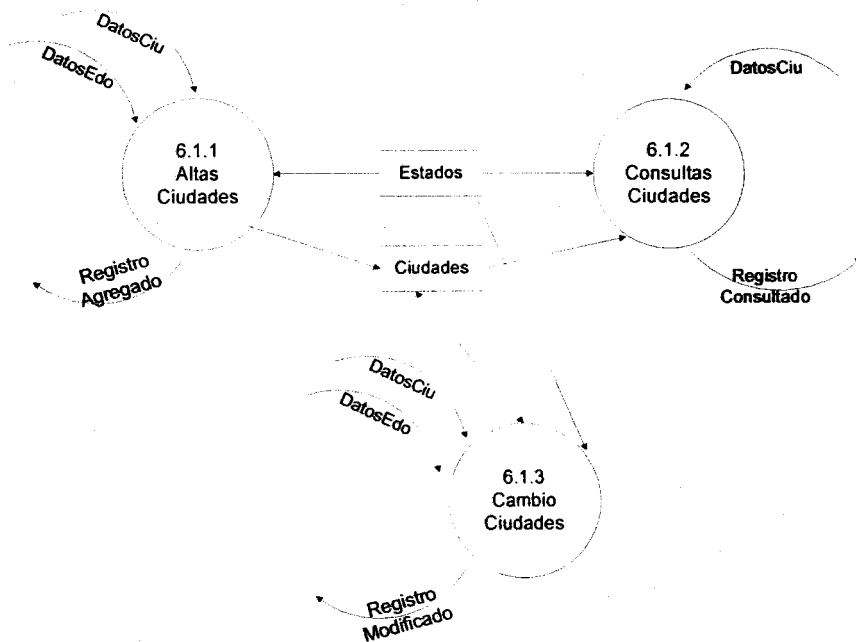 DatosCiu
DatosEdo
6.1.1
Altas
Ciudades
Registro
Agregado
Estados
Ciudades
DatosCiu
6.1.2
Consultas
Ciudades
Registro
Consultado
DatosCiu
DatosEdo
6.1.3
Cambio
Ciudades
Registro
Modificado